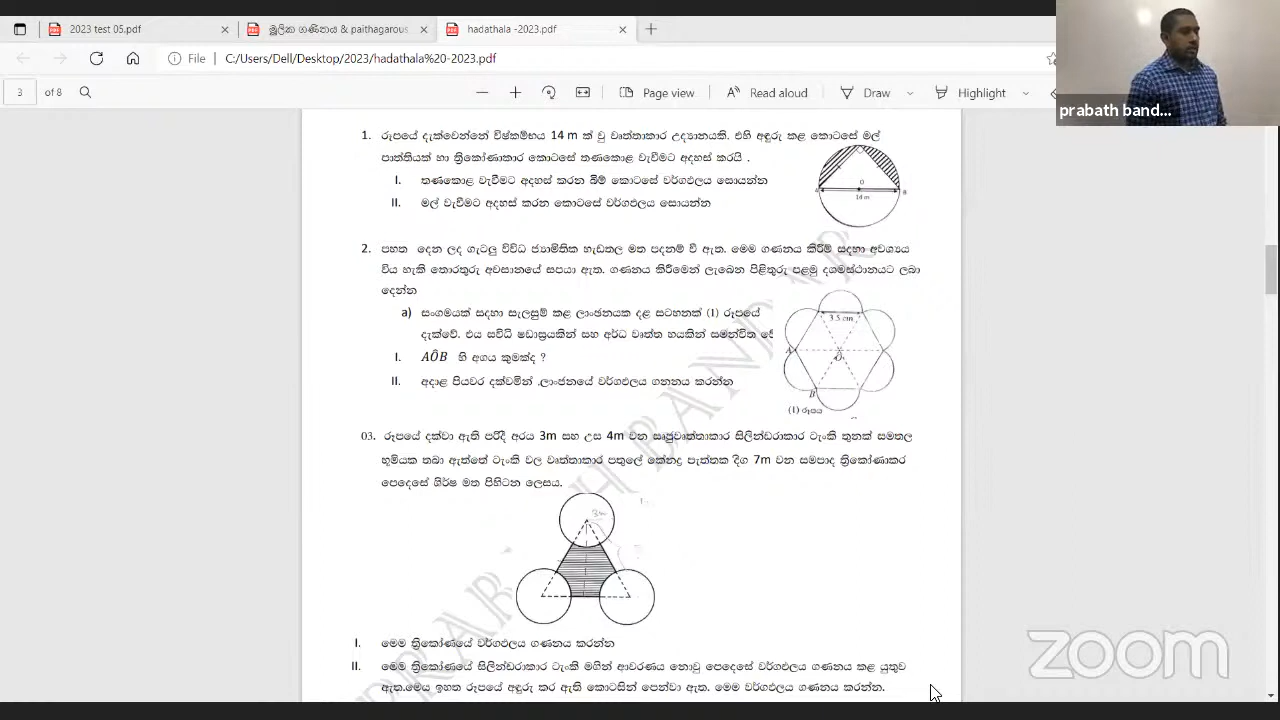 2023 test 05.pdf
මූලික ගණිතය & paithagarous
hadathala -2023.pdf
File
C:/Users/Dell/Desktop/2023/hadathala%20-2023.pdf
prabath band...
3 of 8
Page view
Read aloud
Draw
Highlight
1. රූපයේ දැක්වෙන්නේ විෂ්කම්භය 14 m ක් වූ වෘත්තාකාර උද්‍යානයකි. එහි අඳුරු කළ කොටසේ මල්
පාත්තියක් හා ත්‍රිකෝණාකාර කොටසේ තණකොළ වැවීමට අදහස් කරයි .
I. තණකොළ වැවීමට අදහස් කරන බිම් කොටසේ වර්ගඵලය සොයන්න
II. මල් වැවීමට අදහස් කරන කොටසේ වර්ගඵලය සොයන්න
A
O
B
14 m
2. පහත දෙන ලද ගැටලු විවිධ ජ්‍යාමිතික හැඩතල මත පදනම් වී ඇත. මෙම ගණනය කිරීම් සදහා අවශ්‍යය
විය හැකි තොරතුරු අවසානයේ සපයා ඇත. ගණනය කිරීමෙන් ලැබෙන පිළිතුරු පළමු දශමස්ථානයට ලබා
දෙන්න
a) සංගමයක් සදහා සැලසුම් කළ ලාංඡනයක දළ සටහනක් (1) රූපයේ
දැක්වේ. එය සවිධි ෂඩාස්‍රයකින් සහ අර්ධ වෘත්ත හයකින් සමන්විත වේ
I. AÔB හි අගය කුමක්ද ?
II. අදාළ පියවර දක්වමින් .ලාංඡනයේ වර්ගඵලය ගනනය කරන්න
3.5 cm
A
O
B
(1) රූපය
03. රූපයේ දක්වා ඇති පරිදි අරය 3m සහ උස 4m වන සෘජුවෘත්තාකාර සිලින්ඩරාකාර ටැංකි තුනක් සමතල
භූමියක තබා ඇත්තේ ටැංකි වල වෘත්තාකාර පතුලේ කේන්ද්‍ර පැත්තක දිග 7m වන සමපාද ත්‍රිකෝණාකර
පෙදෙසේ ශිර්ෂ මත පිහිටන ලෙසය.
3m
I. මෙම ත්‍රිකෝණයේ වර්ගඵලය ගණනය කරන්න
II. මෙම ත්‍රිකෝණයේ සිලින්ඩරාකාර ටැංකි මගින් ආවරණය නොවූ පෙදෙසේ වර්ගඵලය ගණනය කළ යුතුව
ඇත.මෙය ඉහත රූපයේ අඳුරු කර ඇති කොටසින් පෙන්වා ඇත. මෙම වර්ගඵලය ගණනය කරන්න.
zoom